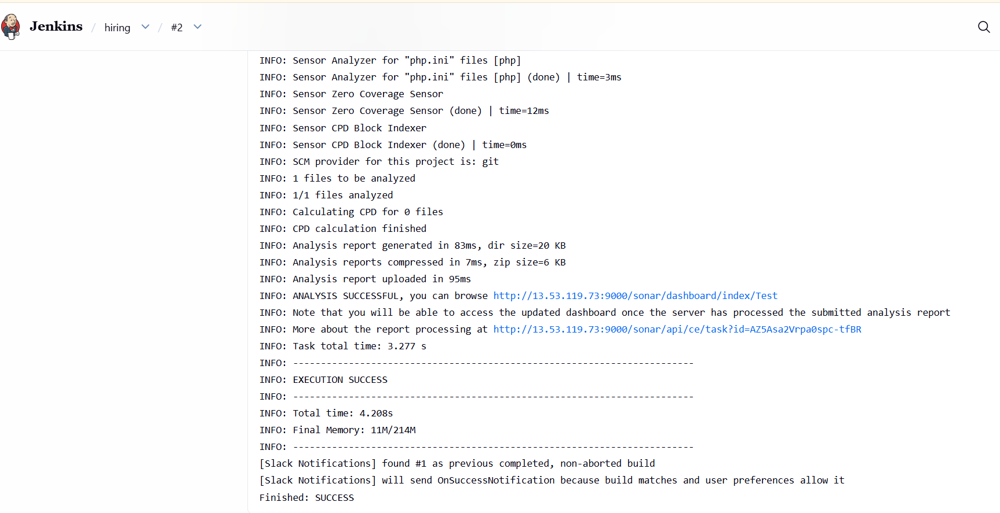 Jenkins / hiring / #2
INFO: Sensor Analyzer for "php.ini" files [php]
INFO: Sensor Analyzer for "php.ini" files [php] (done) | time=3ms
INFO: Sensor Zero Coverage Sensor
INFO: Sensor Zero Coverage Sensor (done) | time=12ms
INFO: Sensor CPD Block Indexer
INFO: Sensor CPD Block Indexer (done) | time=0ms
INFO: SCM provider for this project is: git
INFO: 1 files to be analyzed
INFO: 1/1 files analyzed
INFO: Calculating CPD for 0 files
INFO: CPD calculation finished
INFO: Analysis report generated in 83ms, dir size=20 KB
INFO: Analysis reports compressed in 7ms, zip size=6 KB
INFO: Analysis report uploaded in 95ms
INFO: ANALYSIS SUCCESSFUL, you can browse http://13.53.119.73:9000/sonar/dashboard/index/Test
INFO: Note that you will be able to access the updated dashboard once the server has processed the submitted analysis report
INFO: More about the report processing at http://13.53.119.73:9000/sonar/api/ce/task?id=AZ5Asa2Vrpa0spc-tfBR
INFO: Task total time: 3.277 s
INFO: ------------------------------------------------------------------------
INFO: EXECUTION SUCCESS
INFO: ------------------------------------------------------------------------
INFO: Total time: 4.208s
INFO: Final Memory: 11M/214M
INFO: ------------------------------------------------------------------------
[Slack Notifications] found #1 as previous completed, non-aborted build
[Slack Notifications] will send OnSuccessNotification because build matches and user preferences allow it
Finished: SUCCESS